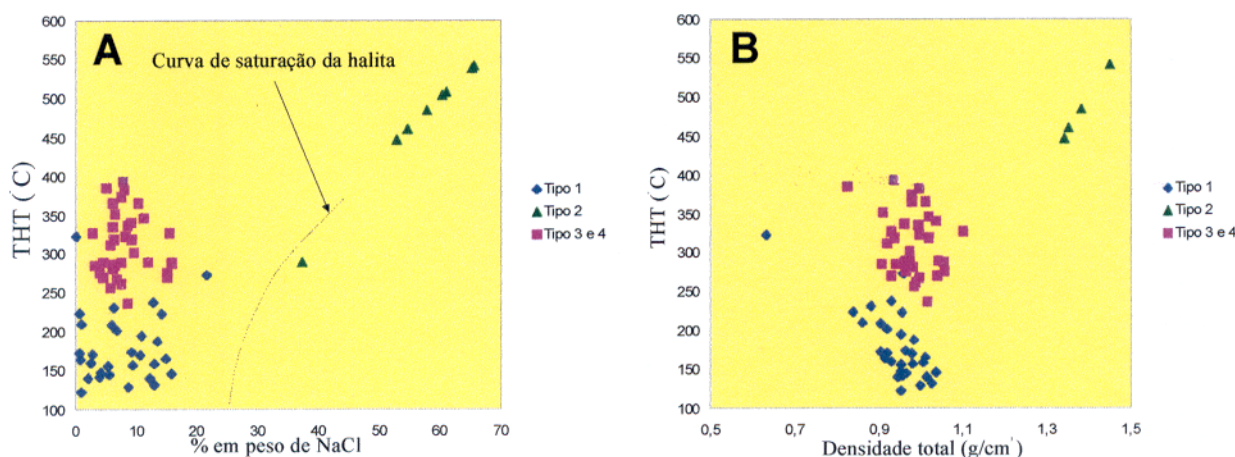 A
Curva de saturação da halita
THT (°C)
600
550
500
450
400
350
300
250
200
150
100
0
10
20
30
40
50
60
70
% em peso de NaCl
Tipo 1
Tipo 2
Tipo 3 e 4
B
THT (°C)
600
550
500
450
400
350
300
250
200
150
100
0,5
0,7
0,9
1,1
1,3
1,5
Densidade total (g/cm³)
Tipo 1
Tipo 2
Tipo 3 e 4